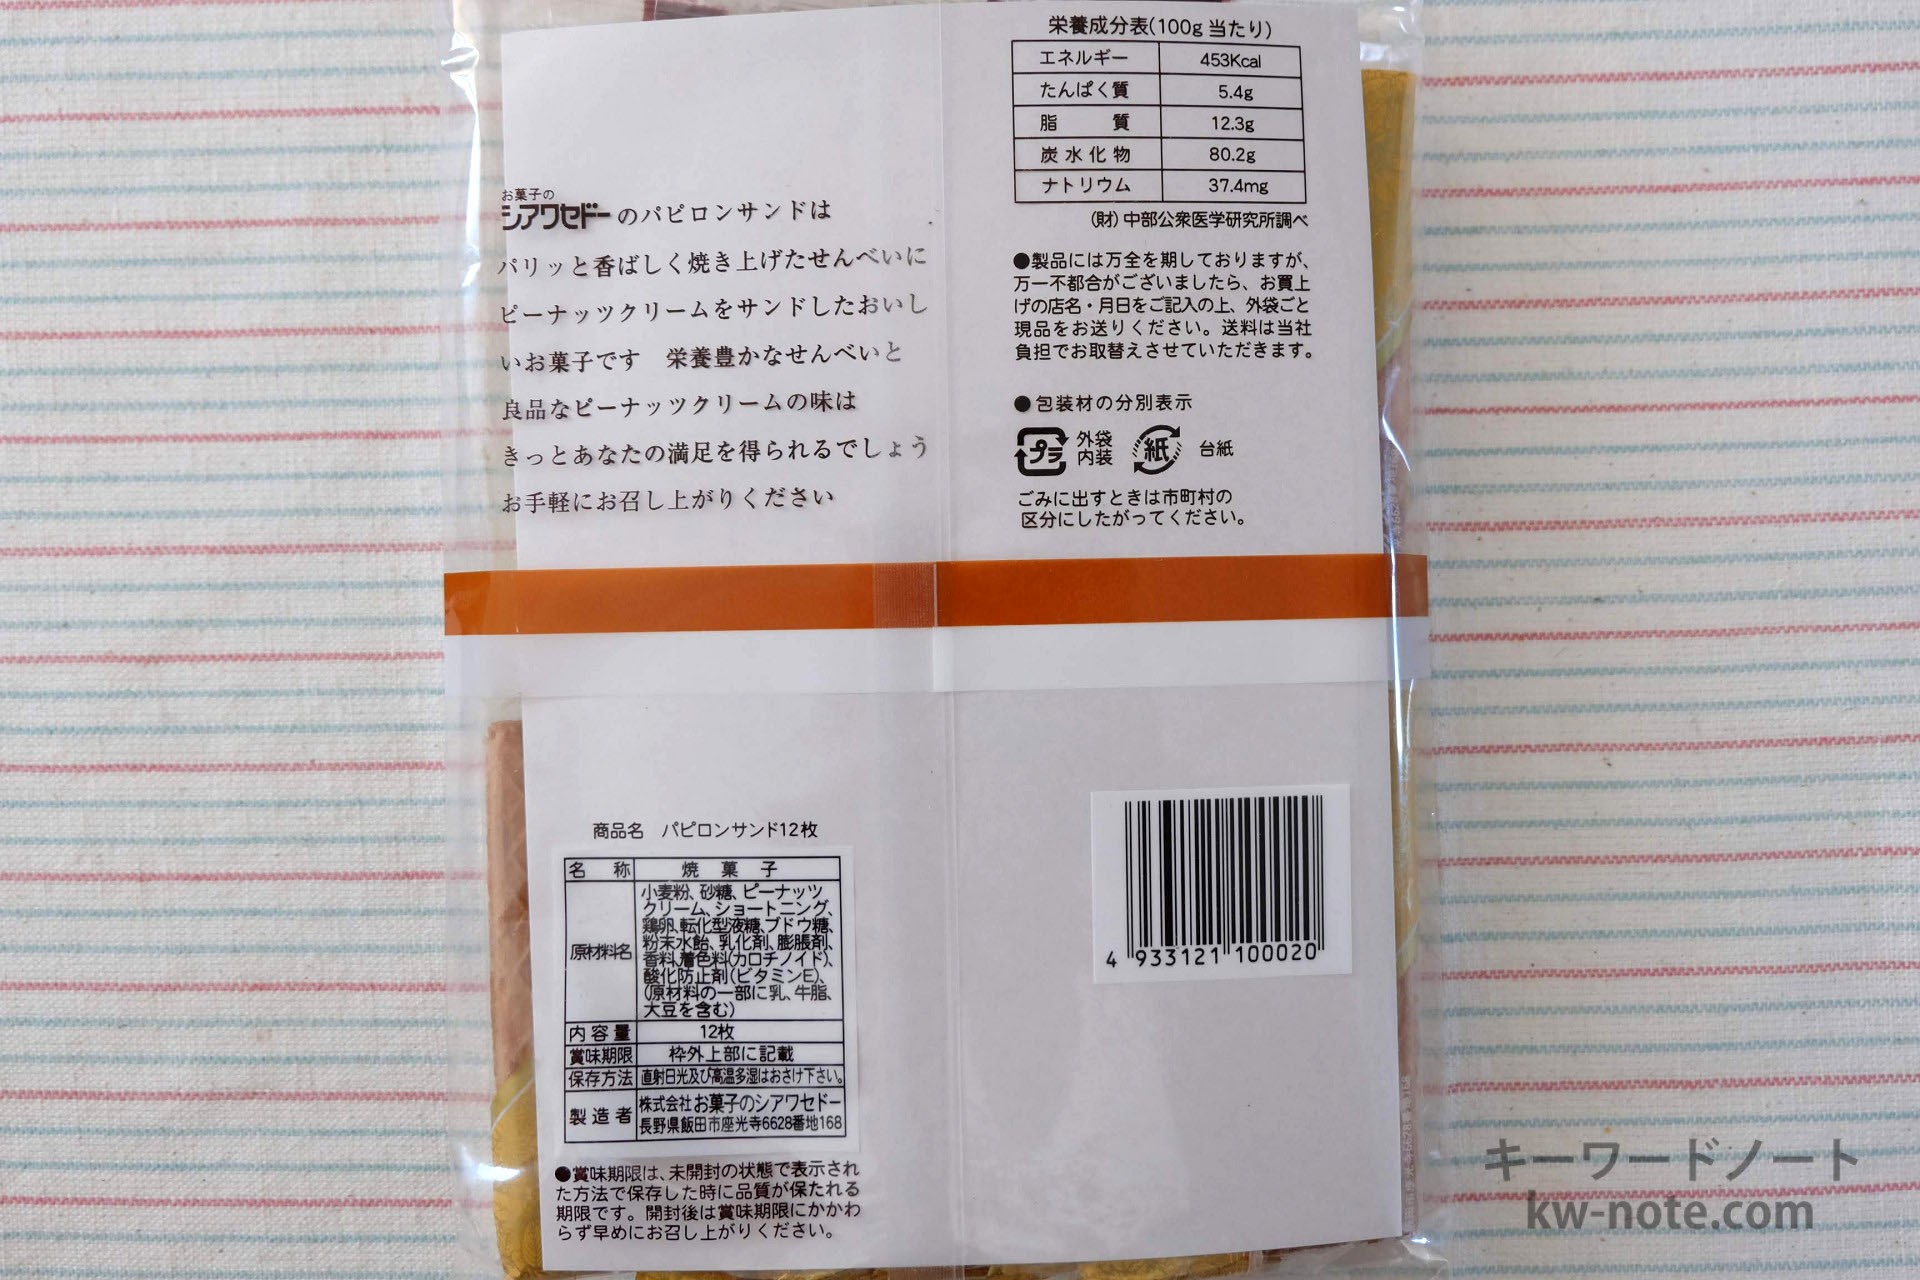 お菓子の
シアワセドーのパピロンサンドは
パリッと香ばしく焼き上げたせんべいに
ピーナッツクリームをサンドしたおいし
いお菓子です　栄養豊かなせんべいと
良品なピーナッツクリームの味は
きっとあなたの満足を得られるでしょう
お手軽にお召し上がりください
栄養成分表(100g当たり)
エネルギー 453Kcal
たんぱく質 5.4g
脂　　質 12.3g
炭水化物 80.2g
ナトリウム 37.4mg
(財)中部公衆医学研究所調べ
●製品には万全を期しておりますが、
万一不都合がございましたら、お買上
げの店名・月日をご記入の上、外袋ごと
現品をお送りください。送料は当社
負担でお取替えさせていただきます。
●包装材の分別表示
プラ 外袋
内装
紙 台紙
ごみに出すときは市町村の
区分にしたがってください。
商品名　パピロンサンド12枚
名　称 焼　菓　子
原材料名 小麦粉、砂糖、ピーナッツ
クリーム、ショートニング、
鶏卵、転化型液糖、ブドウ糖、
粉末水飴、乳化剤、膨脹剤、
香料、着色料(カロチノイド)、
酸化防止剤(ビタミンE)、
(原材料の一部に乳、牛脂、
大豆を含む)
内容量 12枚
賞味期限 枠外上部に記載
保存方法 直射日光及び高温多湿はおさけ下さい。
製造者 株式会社お菓子のシアワセドー
長野県飯田市座光寺6628番地168
●賞味期限は、未開封の状態で表示され
た方法で保存した時に品質が保たれる
期限です。開封後は賞味期限にかかわ
らず早めにお召し上がりください。
4 933121 100020
キーワードノート
kw-note.com